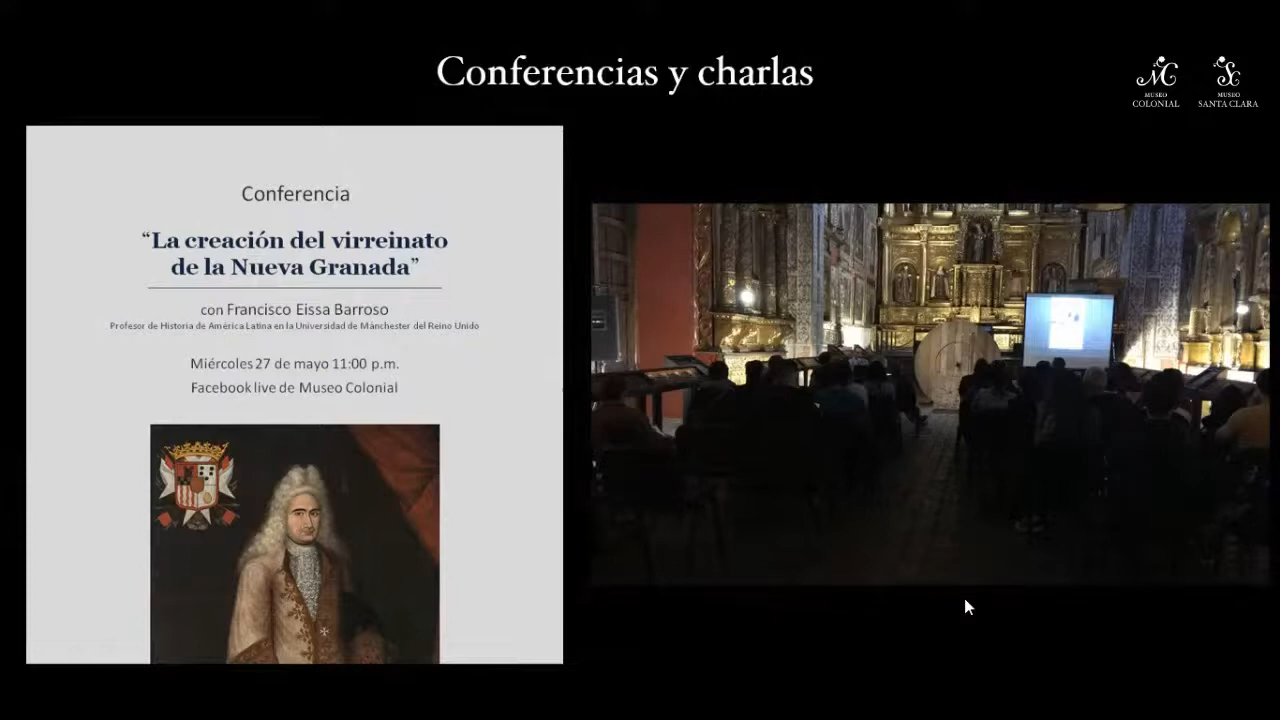 Conferencias y charlas
MUSEO
COLONIAL
MUSEO
SANTA CLARA
Conferencia
“La creación del virreinato
de la Nueva Granada”
con Francisco Eissa Barroso
Profesor de Historia de América Latina en la Universidad de Mánchester del Reino Unido
Miércoles 27 de mayo 11:00 p.m.
Facebook live de Museo Colonial